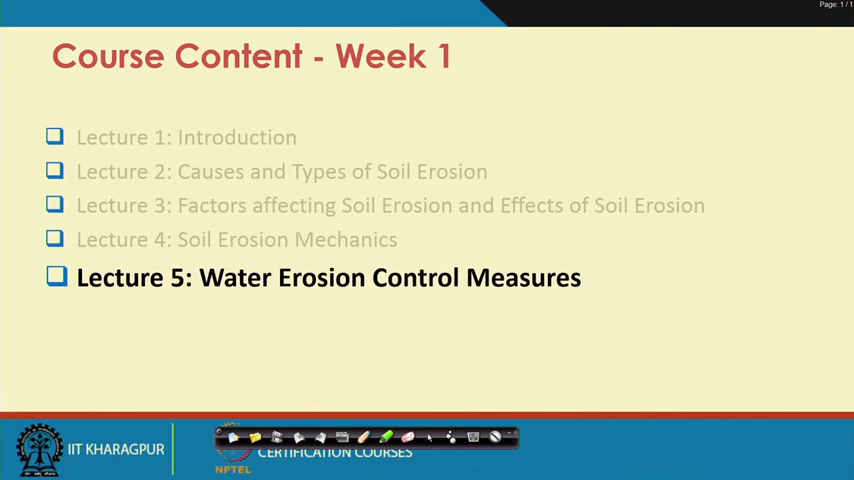 Page: 1 / 1
Course Content - Week 1
Lecture 1: Introduction
Lecture 2: Causes and Types of Soil Erosion
Lecture 3: Factors affecting Soil Erosion and Effects of Soil Erosion
Lecture 4: Soil Erosion Mechanics
Lecture 5: Water Erosion Control Measures
IIT KHARAGPUR
CERTIFICATION COURSES
NPTEL